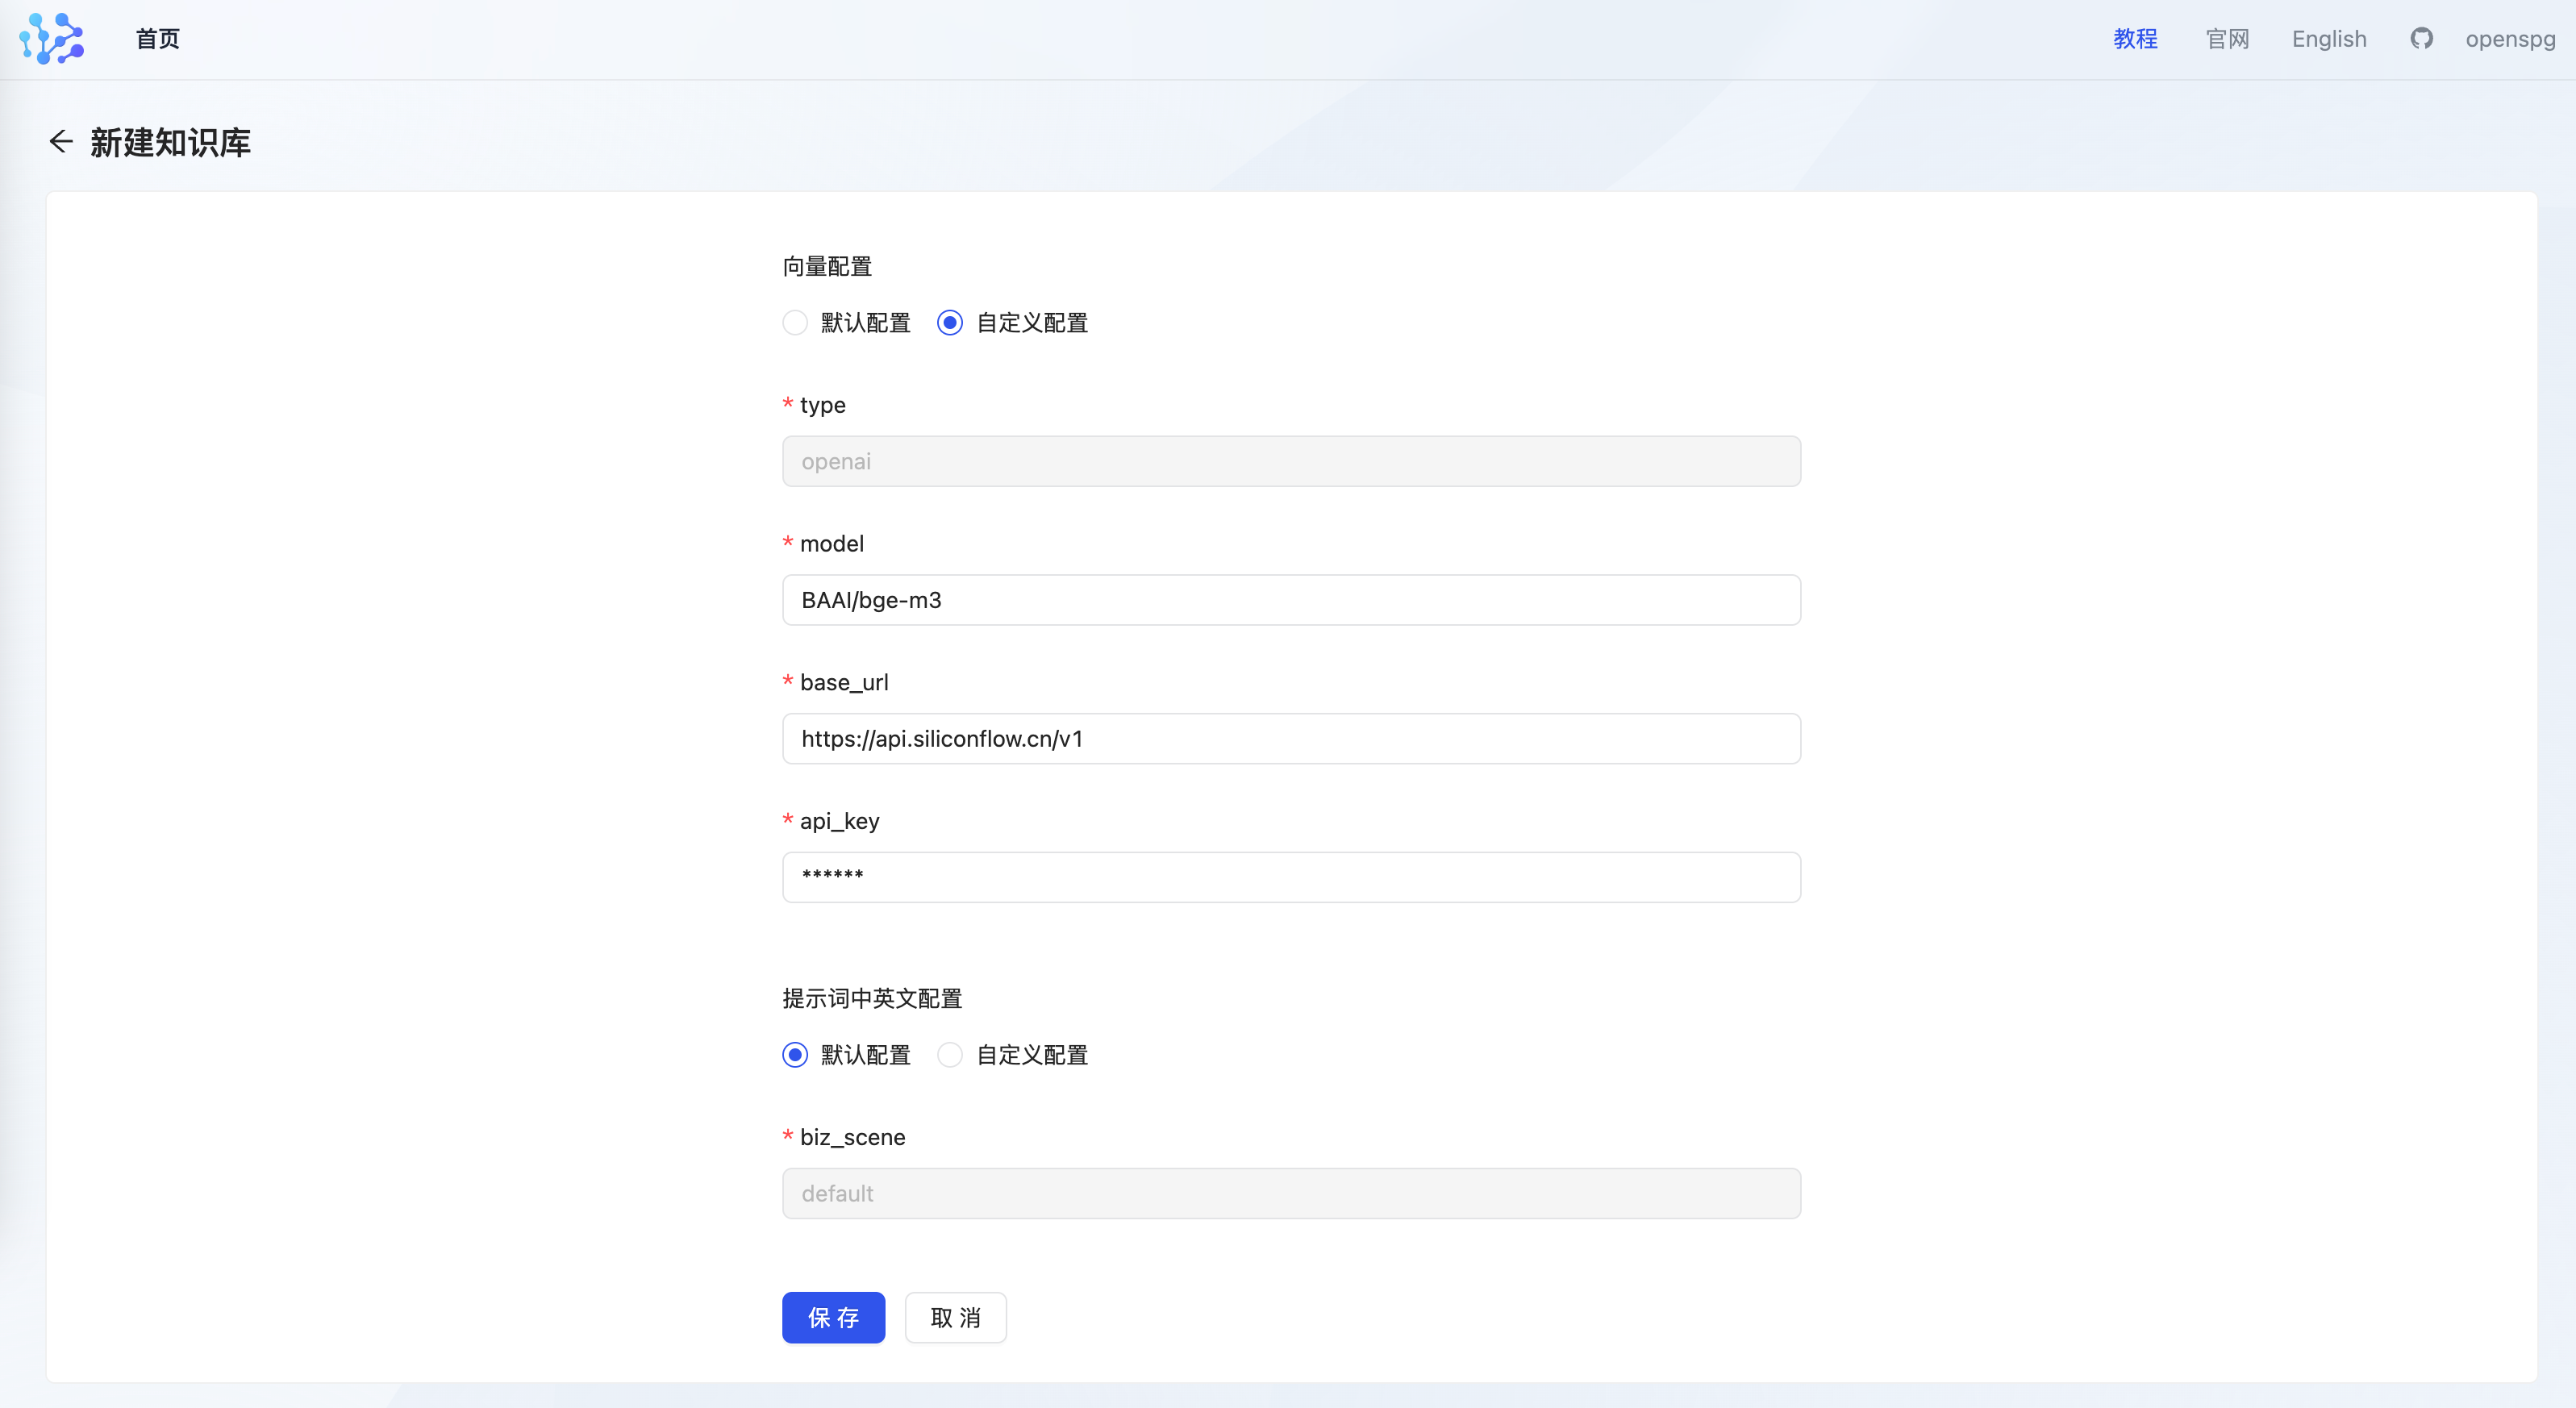 首页 教程 官网 English openspg
新建知识库
向量配置
默认配置 自定义配置
* type
openai
* model
BAAI/bge-m3
* base_url
https://api.siliconflow.cn/v1
* api_key
******
提示词中英文配置
默认配置 自定义配置
* biz_scene
default
保 存 取 消